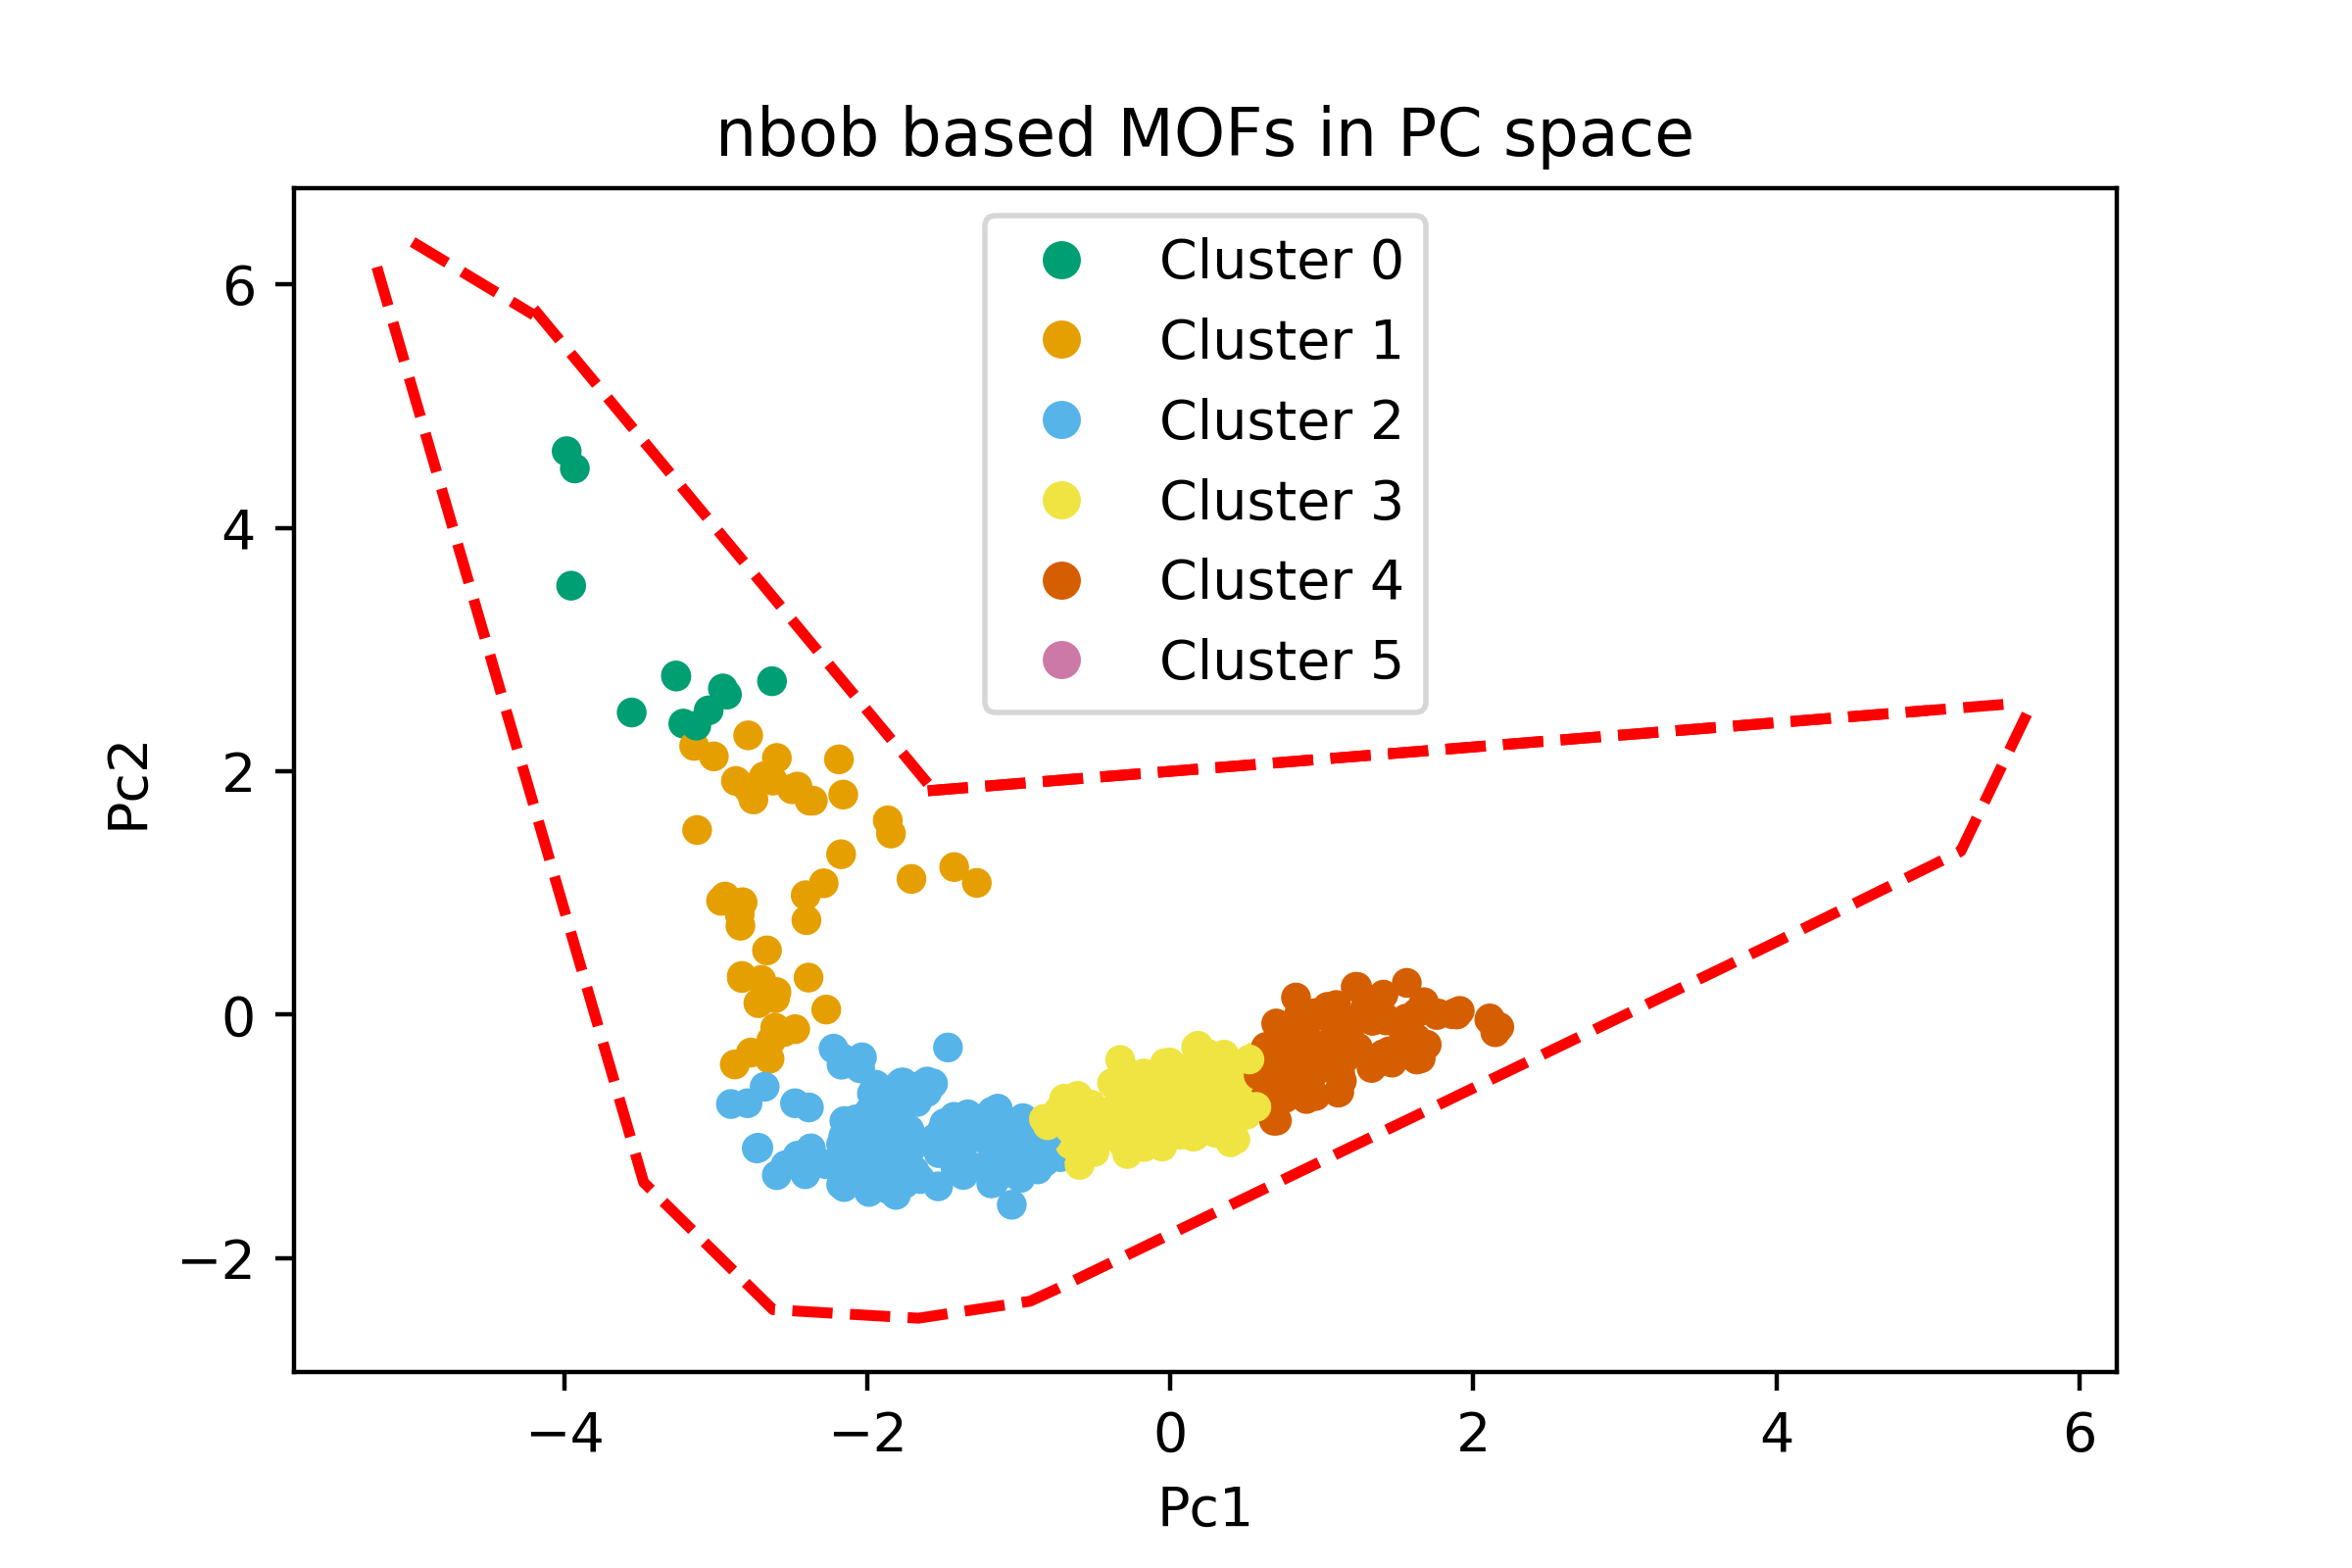 nbob based MOFs in PC space
Cluster 0
Cluster 1
Cluster 2
Cluster 3
Cluster 4
Cluster 5
6
4
2
0
−2
Pc2
−4 −2 0 2 4 6
Pc1